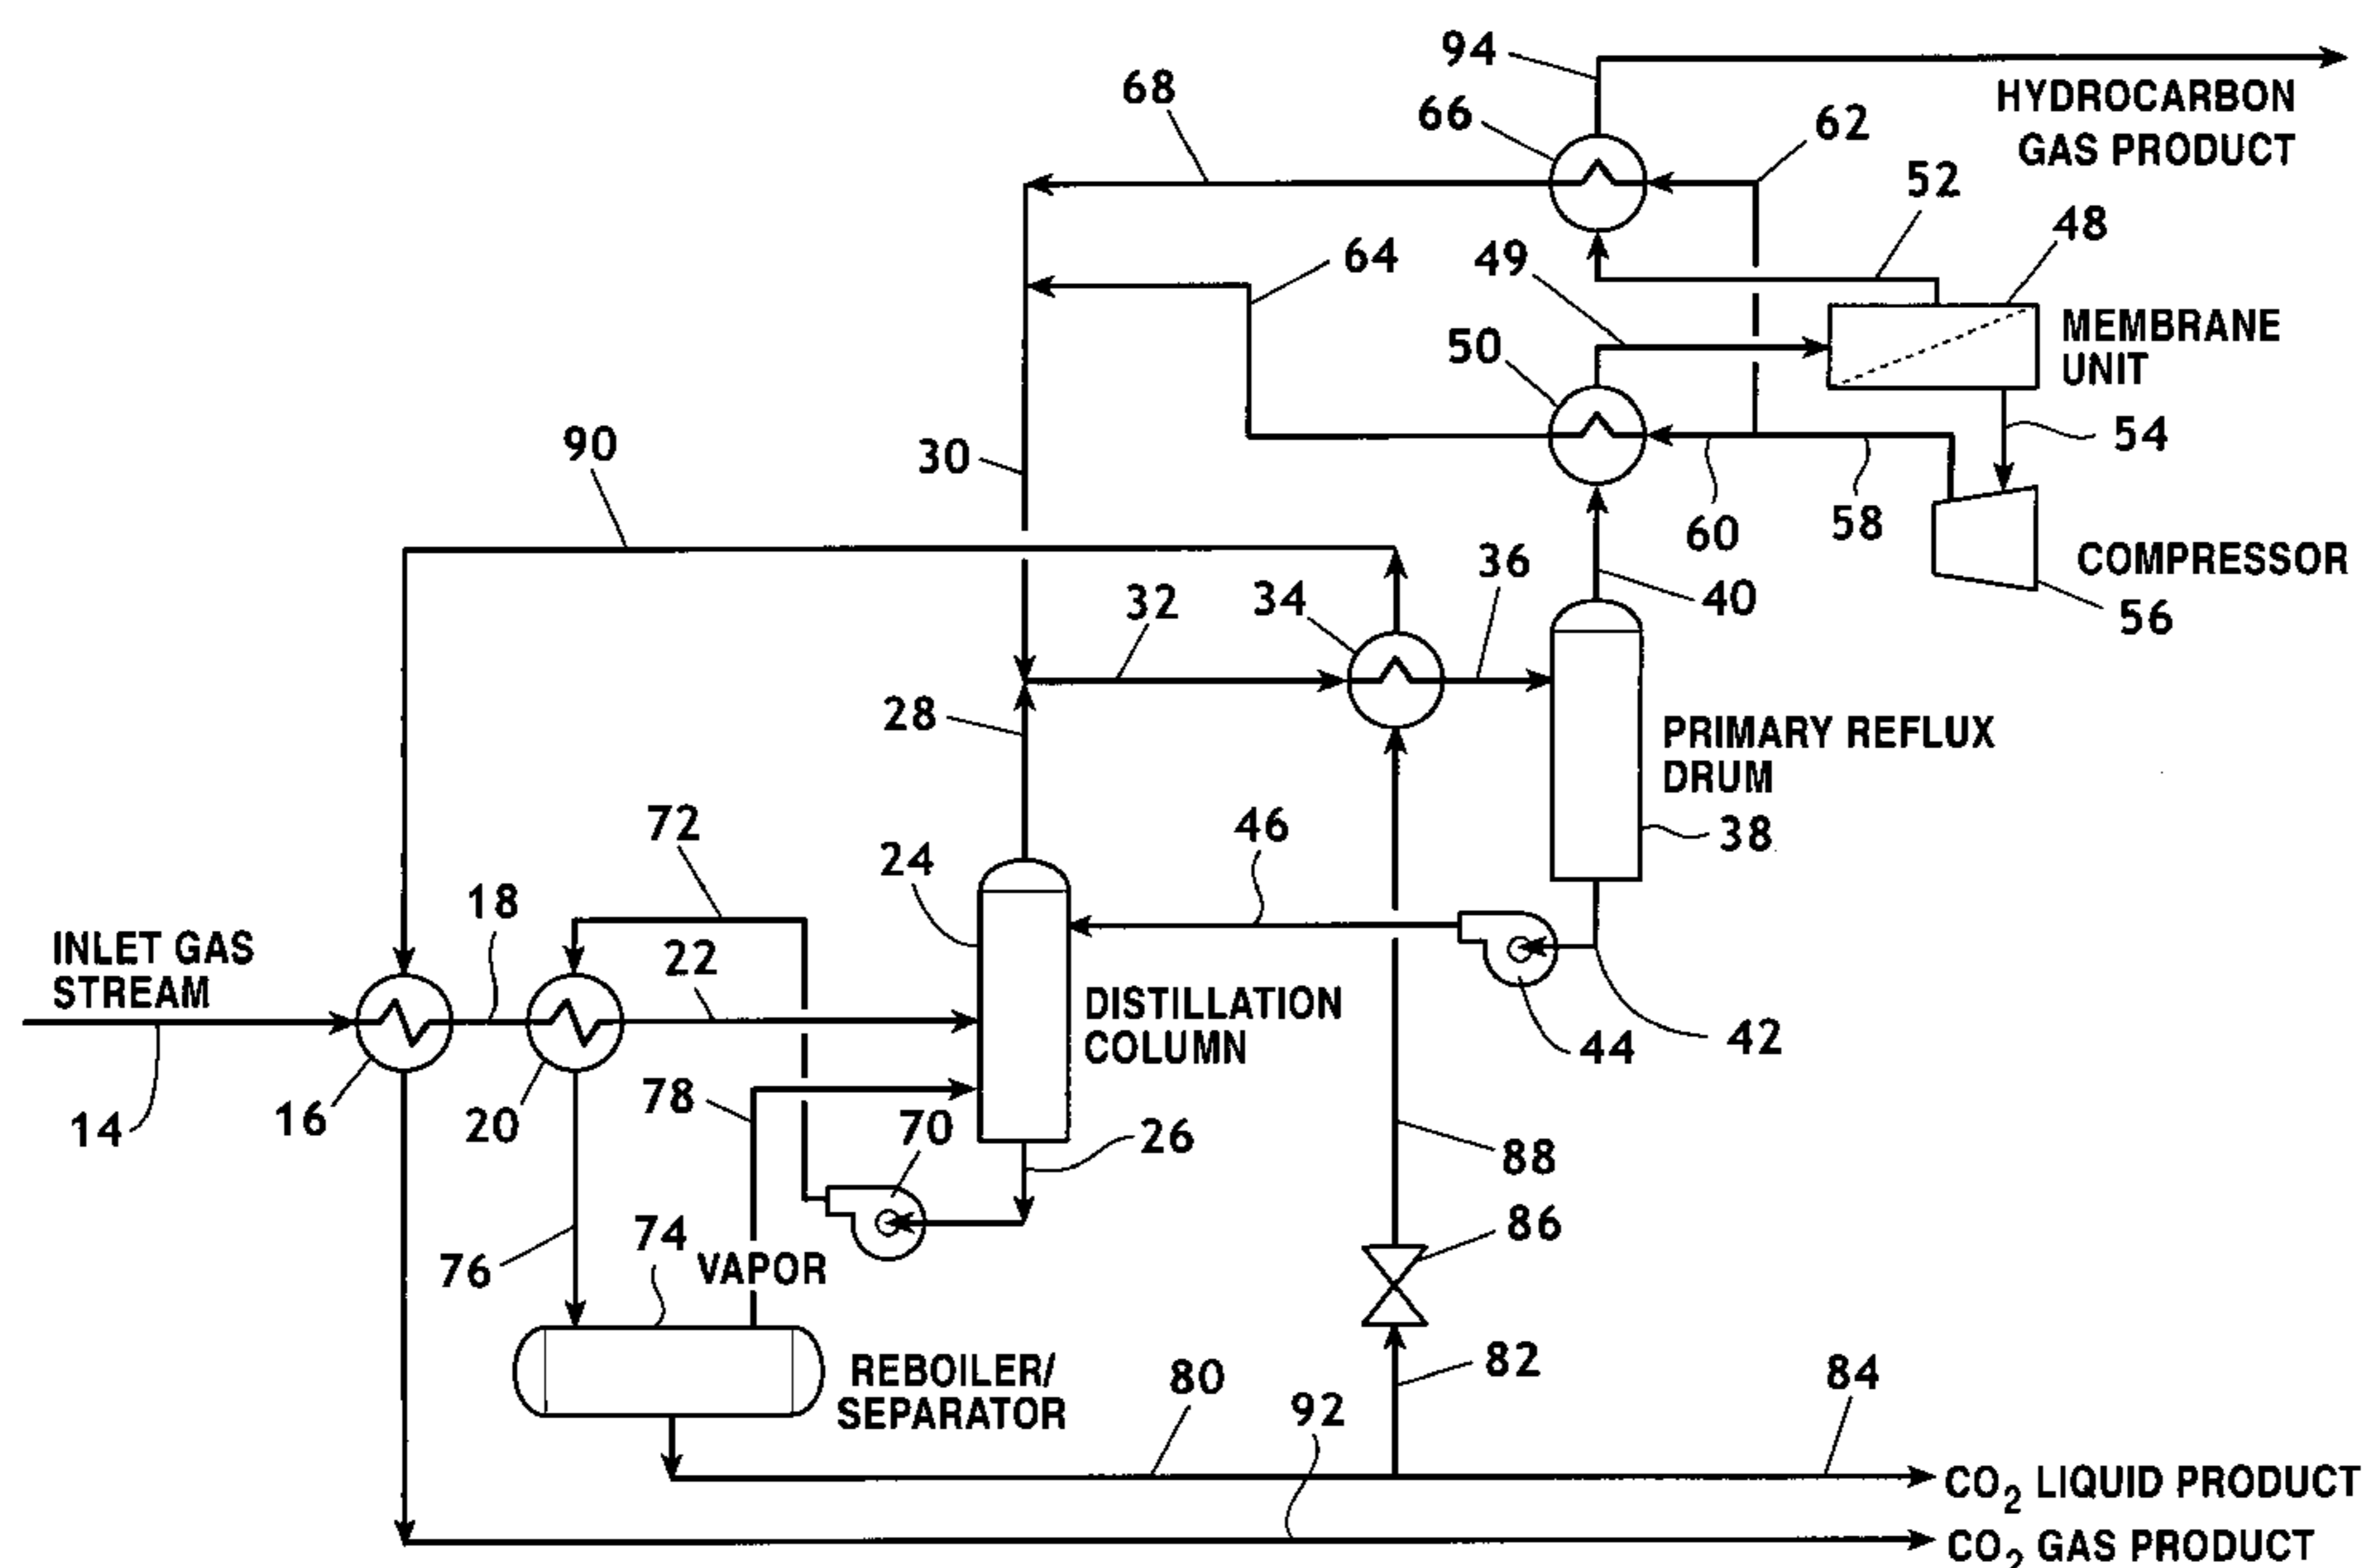 94
68
66
HYDROCARBON
GAS PRODUCT
62
52
48
64
49
50
MEMBRANE
UNIT
90
30
54
60
58
COMPRESSOR
56
32
34
36
40
28
PRIMARY REFLUX
DRUM
38
72
24
46
18
22
INLET GAS
STREAM
DISTILLATION
COLUMN
44
42
14
16
20
78
70
26
88
86
76
74
VAPOR
REBOILER/
SEPARATOR
80
92
82
84
CO2 LIQUID PRODUCT
CO2 GAS PRODUCT